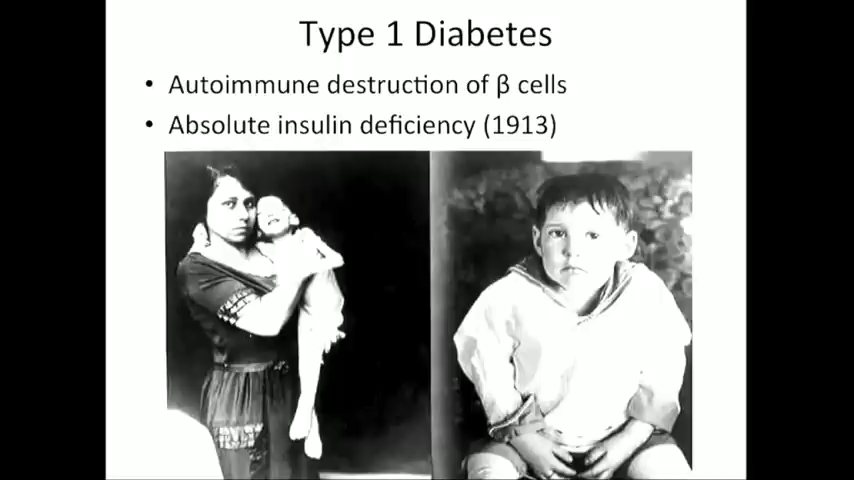 Type 1 Diabetes
• Autoimmune destruction of β cells
• Absolute insulin deficiency (1913)